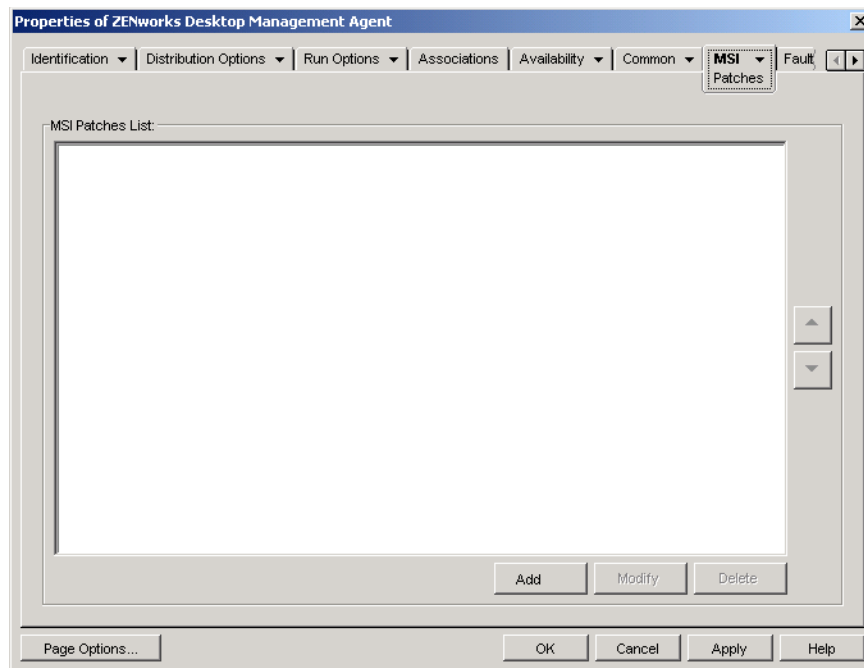 Properties of ZENworks Desktop Management Agent
Identification Distribution Options Run Options Associations Availability Common MSI Fault
Patches
MSI Patches List:
Add Modify Delete
Page Options... OK Cancel Apply Help